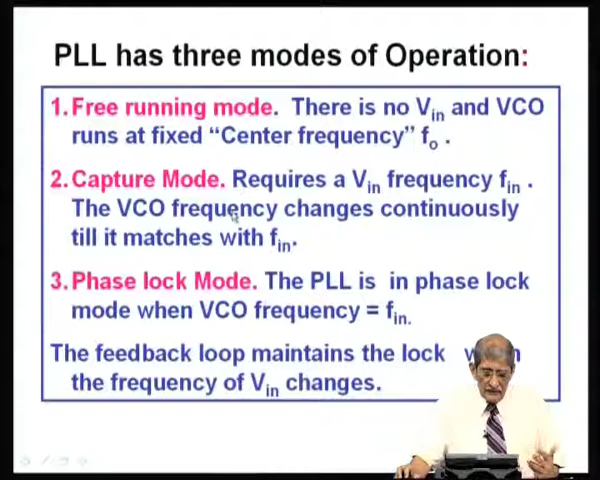 PLL has three modes of Operation:
1. Free running mode. There is no Vin and VCO
runs at fixed “Center frequency” fo .
2. Capture Mode. Requires a Vin frequency fin .
The VCO frequency changes continuously
till it matches with fin.
3. Phase lock Mode. The PLL is in phase lock
mode when VCO frequency = fin.
The feedback loop maintains the lock
the frequency of Vin changes.